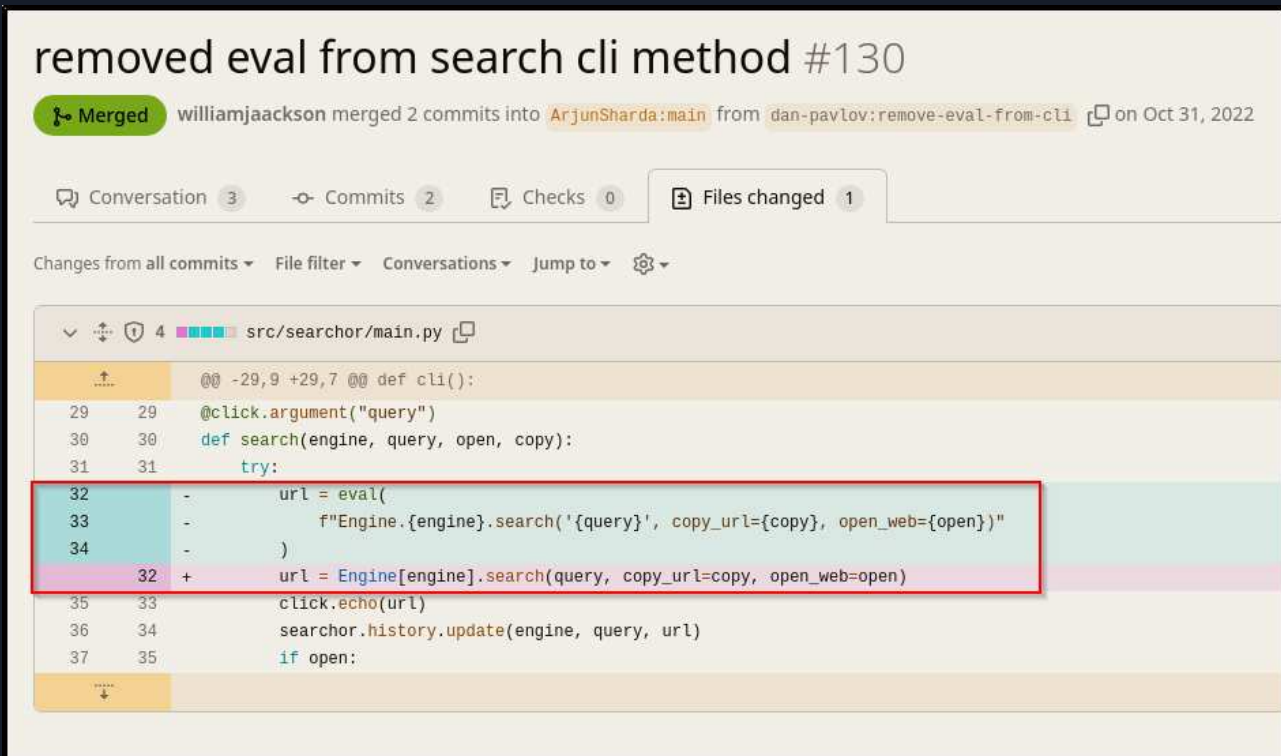 removed eval from search cli method #130
Merged williamjaackson merged 2 commits into ArjunSharda:main from dan-pavlov:remove-eval-from-cli on Oct 31, 2022
Conversation 3 Commits 2 Checks 0 Files changed 1
Changes from all commits File filter Conversations Jump to
4 src/searchor/main.py
@@ -29,9 +29,7 @@ def cli():
29 29 @click.argument("query")
30 30 def search(engine, query, open, copy):
31 31 try:
32 - url = eval(
33 - f"Engine.{engine}.search('{query}', copy_url={copy}, open_web={open})"
34 - )
32 + url = Engine[engine].search(query, copy_url=copy, open_web=open)
35 33 click.echo(url)
36 34 searchor.history.update(engine, query, url)
37 35 if open: